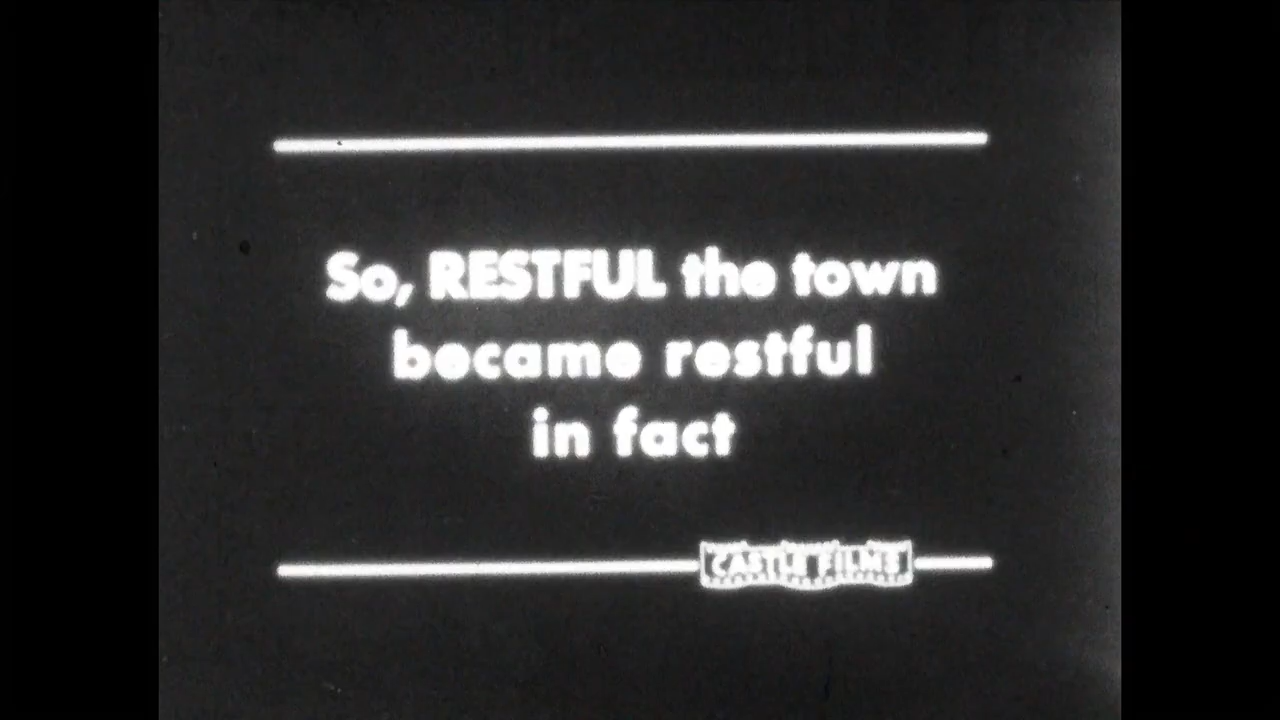 So, RESTFUL the town
became restful
in fact
CASTLE FILMS